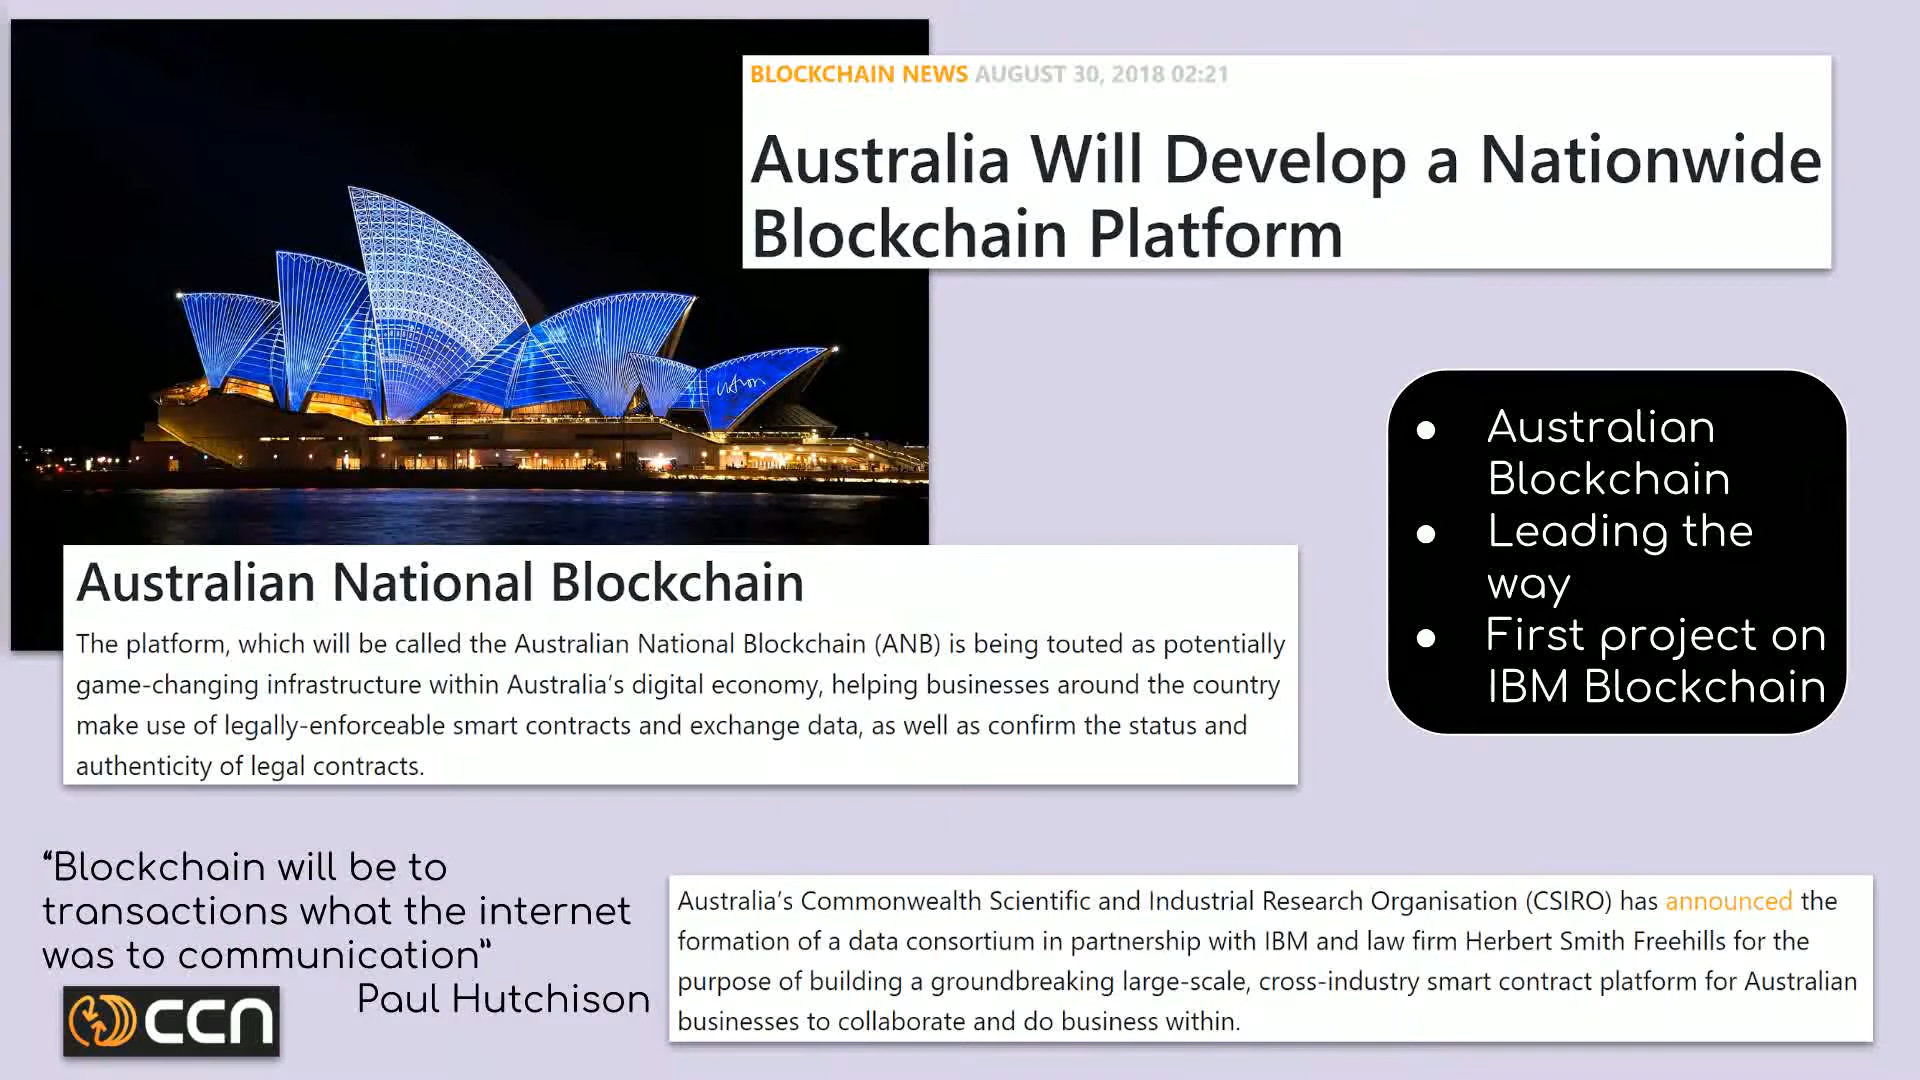 BLOCKCHAIN NEWS AUGUST 30, 2018 02:21
Australia Will Develop a Nationwide
Blockchain Platform
utzon
● Australian
Blockchain
● Leading the
way
● First project on
IBM Blockchain
Australian National Blockchain
The platform, which will be called the Australian National Blockchain (ANB) is being touted as potentially
game-changing infrastructure within Australia’s digital economy, helping businesses around the country
make use of legally-enforceable smart contracts and exchange data, as well as confirm the status and
authenticity of legal contracts.
“Blockchain will be to
transactions what the internet
was to communication”
Paul Hutchison
CCN
Australia’s Commonwealth Scientific and Industrial Research Organisation (CSIRO) has announced the
formation of a data consortium in partnership with IBM and law firm Herbert Smith Freehills for the
purpose of building a groundbreaking large-scale, cross-industry smart contract platform for Australian
businesses to collaborate and do business within.